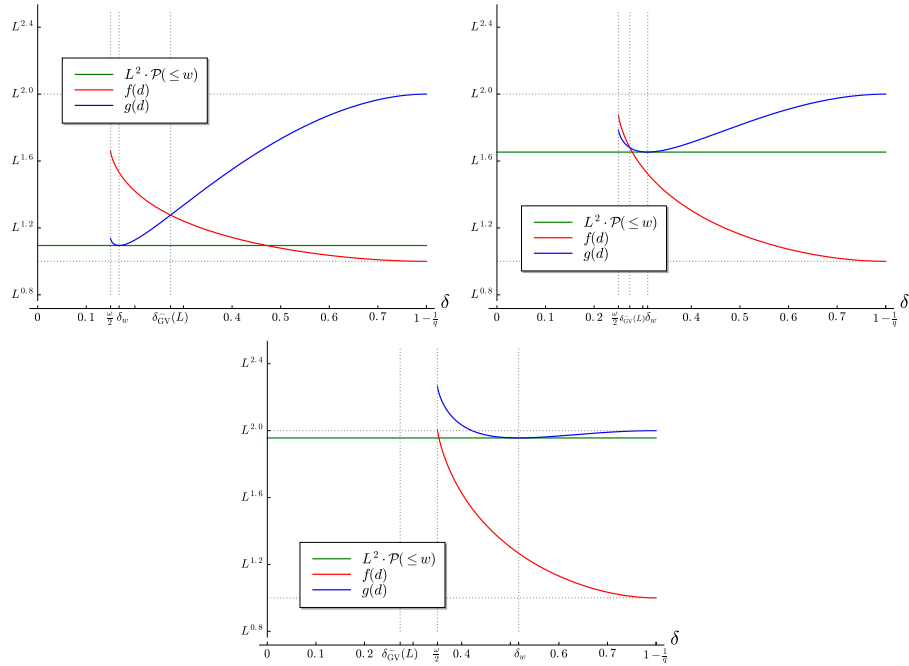 L^2.4
L^2.0
L^1.6
L^1.2
L^0.8
L^2 · 𝒫(≤w)
f(d)
g(d)
δ
0 0.1 ω/2 δ_w δ⁻_GV(L) 0.4 0.5 0.6 0.7 1−1/q
L^2.4
L^2.0
L^1.6
L^1.2
L^0.8
L^2 · 𝒫(≤w)
f(d)
g(d)
δ
0 0.1 0.2 ω/2 δ⁻_GV(L) δ_w 0.4 0.5 0.6 0.7 1−1/q
L^2.4
L^2.0
L^1.6
L^1.2
L^0.8
L^2 · 𝒫(≤w)
f(d)
g(d)
δ
0 0.1 0.2 δ⁻_GV(L) ω/2 0.4 δ_w 0.6 0.7 1−1/q